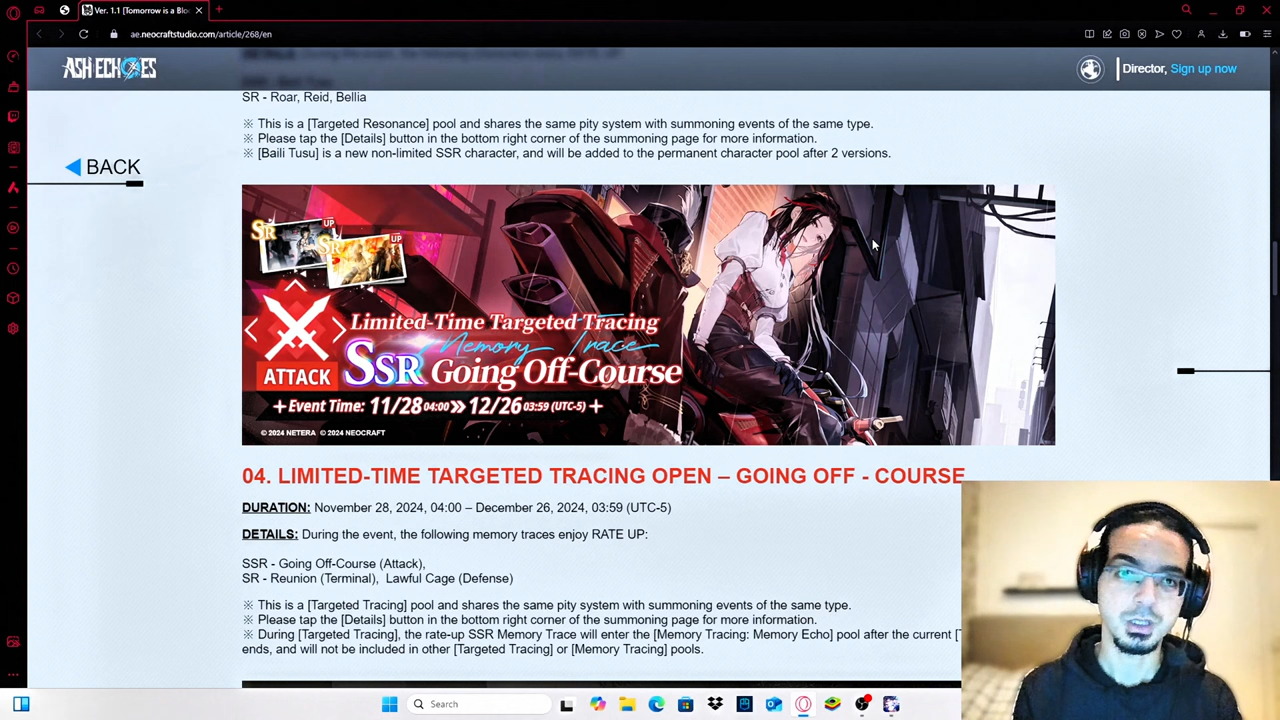 Ver. 1.1 [Tomorrow is a Blo
ae.neocraftstudio.com/article/268/en
ASH ECHOES
Director, Sign up now
SR - Roar, Reid, Bellia
※ This is a [Targeted Resonance] pool and shares the same pity system with summoning events of the same type.
※ Please tap the [Details] button in the bottom right corner of the summoning page for more information.
※ [Baili Tusu] is a new non-limited SSR character, and will be added to the permanent character pool after 2 versions.
BACK
SR UP
SR UP
Limited-Time Targeted Tracing
Memory Trace
ATTACK
SSR Going Off-Course
Event Time: 11/28 04:00 >> 12/26 03:59 (UTC-5)
© 2024 NETERA © 2024 NEOCRAFT
04. LIMITED-TIME TARGETED TRACING OPEN – GOING OFF - COURSE
DURATION: November 28, 2024, 04:00 – December 26, 2024, 03:59 (UTC-5)
DETAILS: During the event, the following memory traces enjoy RATE UP:
SSR - Going Off-Course (Attack),
SR - Reunion (Terminal), Lawful Cage (Defense)
※ This is a [Targeted Tracing] pool and shares the same pity system with summoning events of the same type.
※ Please tap the [Details] button in the bottom right corner of the summoning page for more information.
※ During [Targeted Tracing], the rate-up SSR Memory Trace will enter the [Memory Tracing: Memory Echo] pool after the current [T
ends, and will not be included in other [Targeted Tracing] or [Memory Tracing] pools.
Search